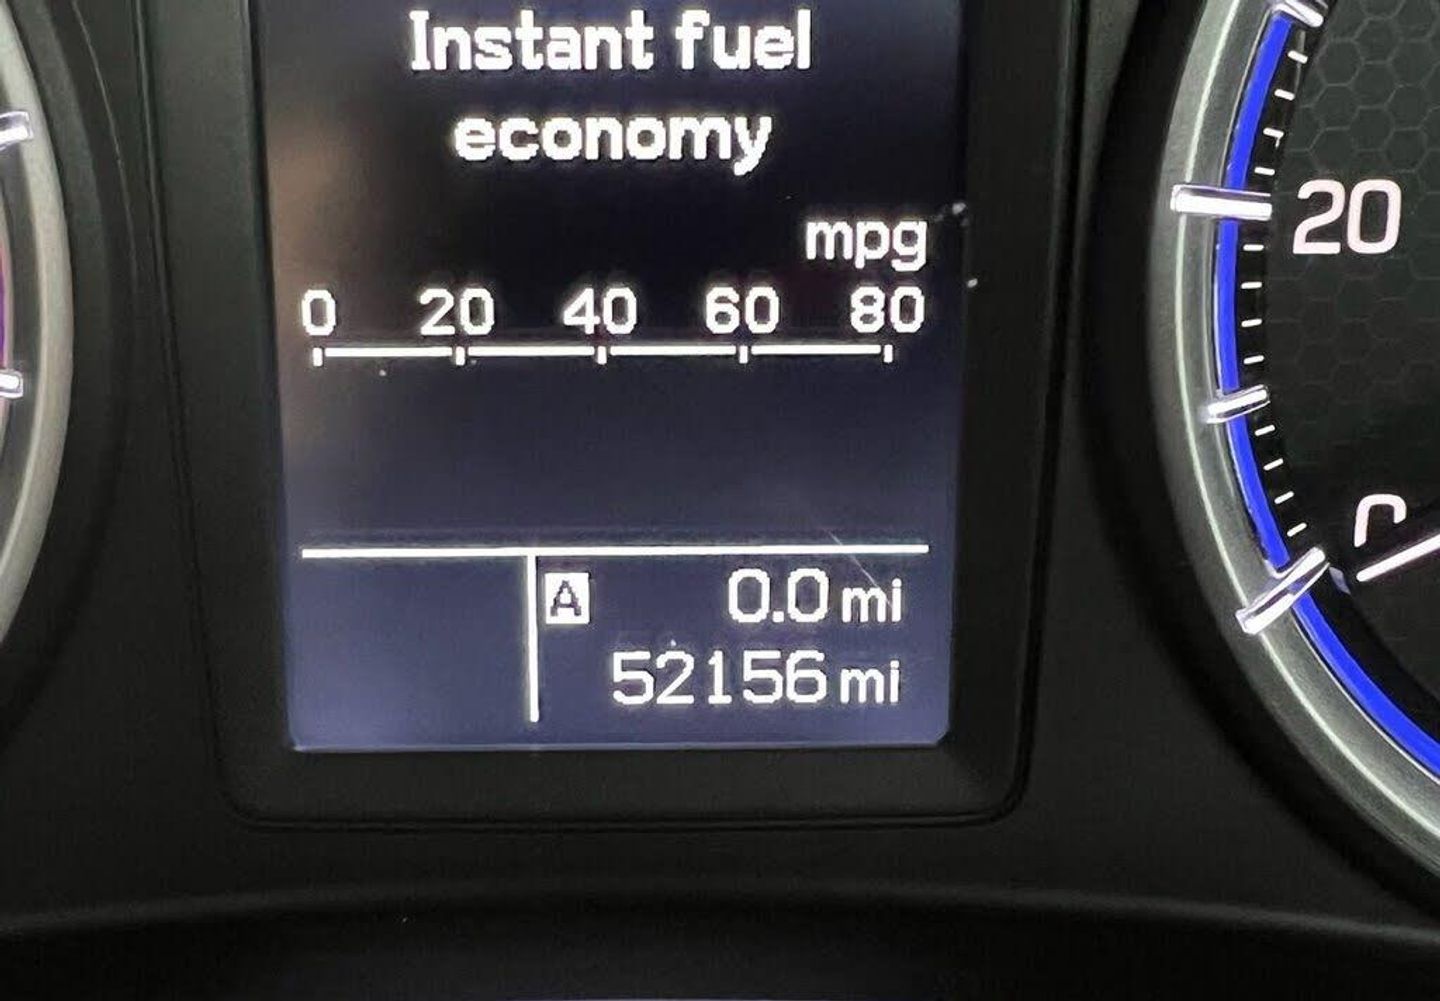 Instant fuel
economy
mpg
0 20 40 60 80
A 0.0 mi
52156 mi
20